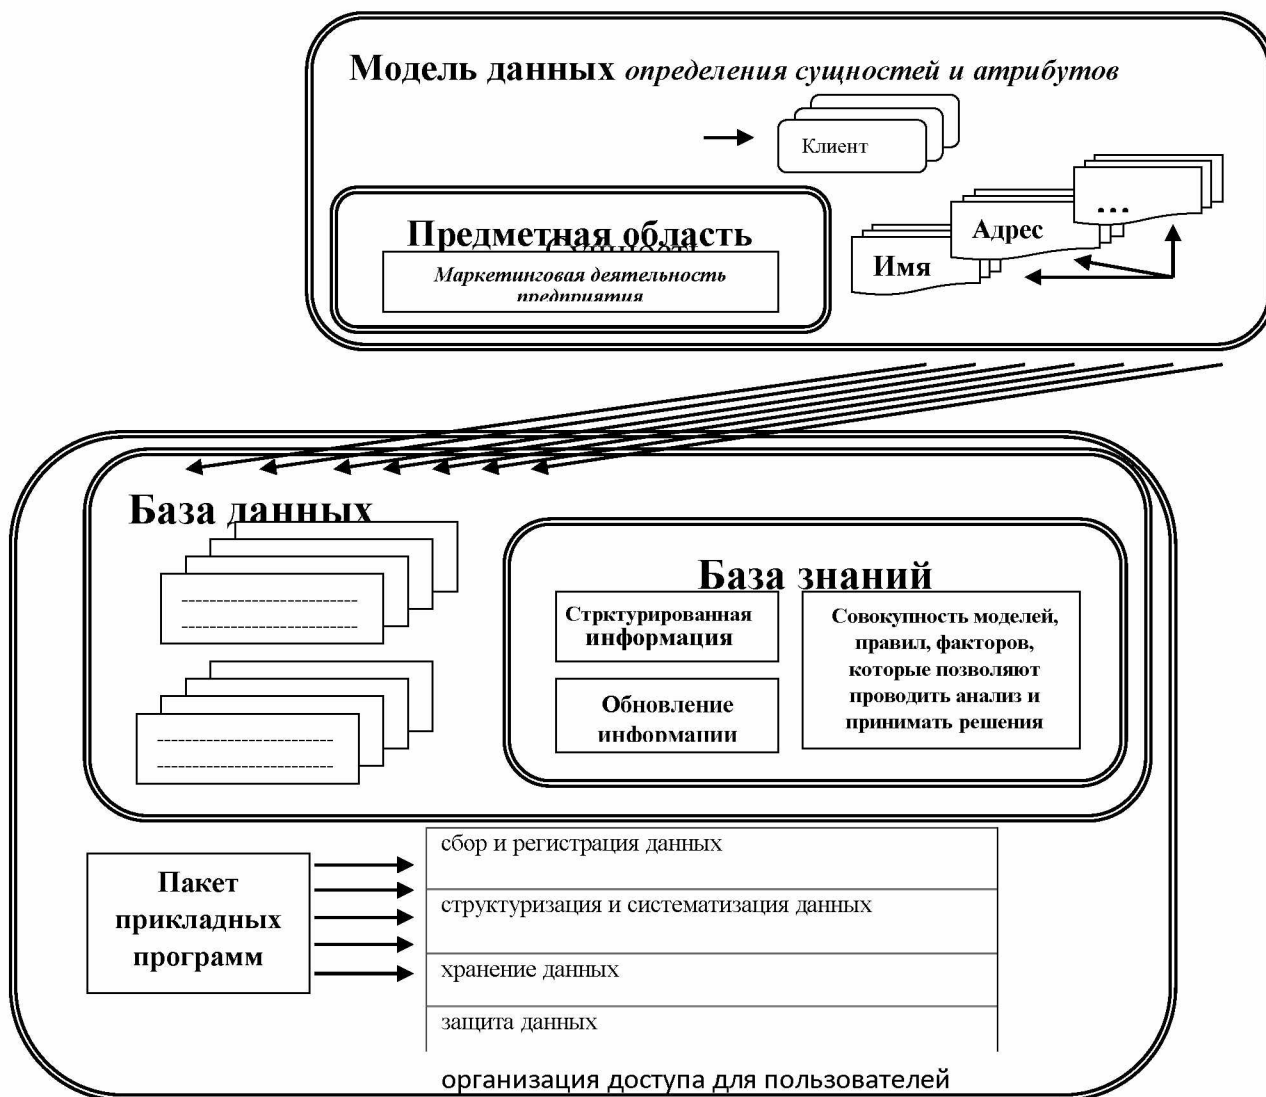 Модель данных определения сущностей и атрибутов
Клиент
...
Адрес
Имя
Предметная область
Маркетинговая деятельность
предприятия
База данных
База знаний
Стрктурированная
информация
Обновление
информации
Совокупность моделей,
правил, факторов,
которые позволяют
проводить анализ и
принимать решения
Пакет
прикладных
программ
сбор и регистрация данных
структуризация и систематизация данных
хранение данных
защита данных
организация доступа для пользователей